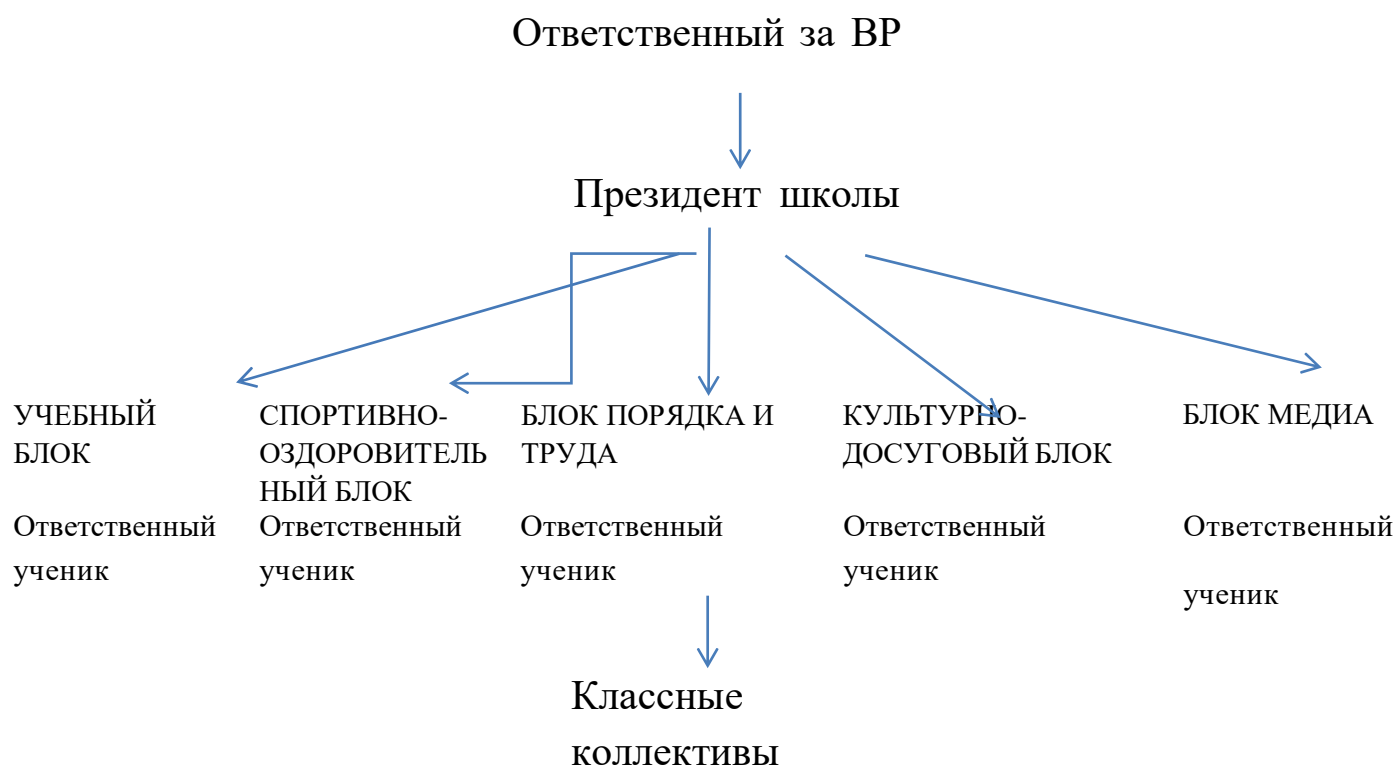 Ответственный за ВР
Президент школы
УЧЕБНЫЙ
БЛОК
Ответственный
ученик
СПОРТИВНО-
ОЗДОРОВИТЕЛЬ
НЫЙ БЛОК
Ответственный
ученик
БЛОК ПОРЯДКА И
ТРУДА
Ответственный
ученик
КУЛЬТУРНО-
ДОСУГОВЫЙ БЛОК
Ответственный
ученик
БЛОК МЕДИА
Ответственный
ученик
Классные
коллективы